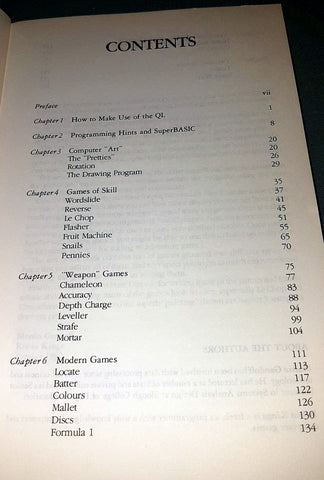 CONTENTS
Preface vii
Chapter 1 How to Make Use of the QL 1
Chapter 2 Programming Hints and SuperBASIC 8
Chapter 3 Computer "Art" 20
The "Pretties" 20
Rotation 26
The Drawing Program 29
Chapter 4 Games of Skill 35
Wordslide 37
Reverse 41
Le Chop 45
Flasher 51
Fruit Machine 55
Snails 65
Pennies 70
Chapter 5 "Weapon" Games 75
Chameleon 77
Accuracy 83
Depth Charge 88
Leveller 94
Strafe 99
Mortar 104
Chapter 6 Modern Games 111
Locate 113
Batter 117
Colours 122
Mallet 126
Discs 130
Formula 1 134